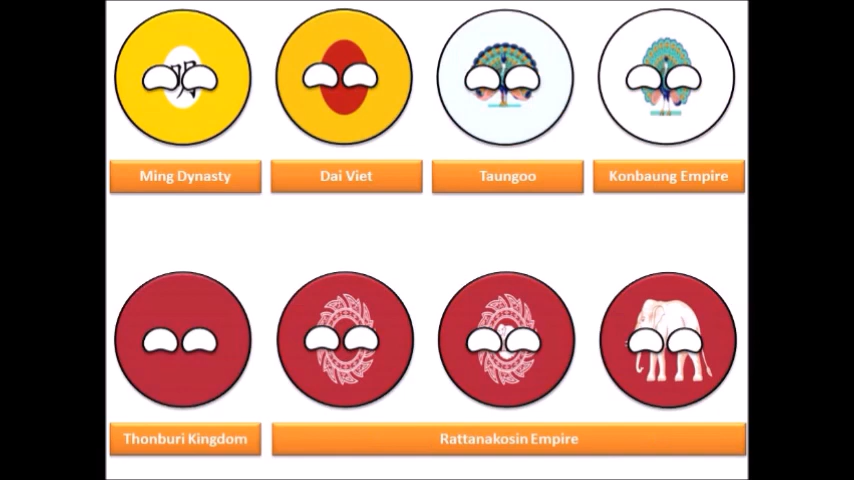 Ming Dynasty
Dai Viet
Taungoo
Konbaung Empire
Thonburi Kingdom
Rattanakosin Empire